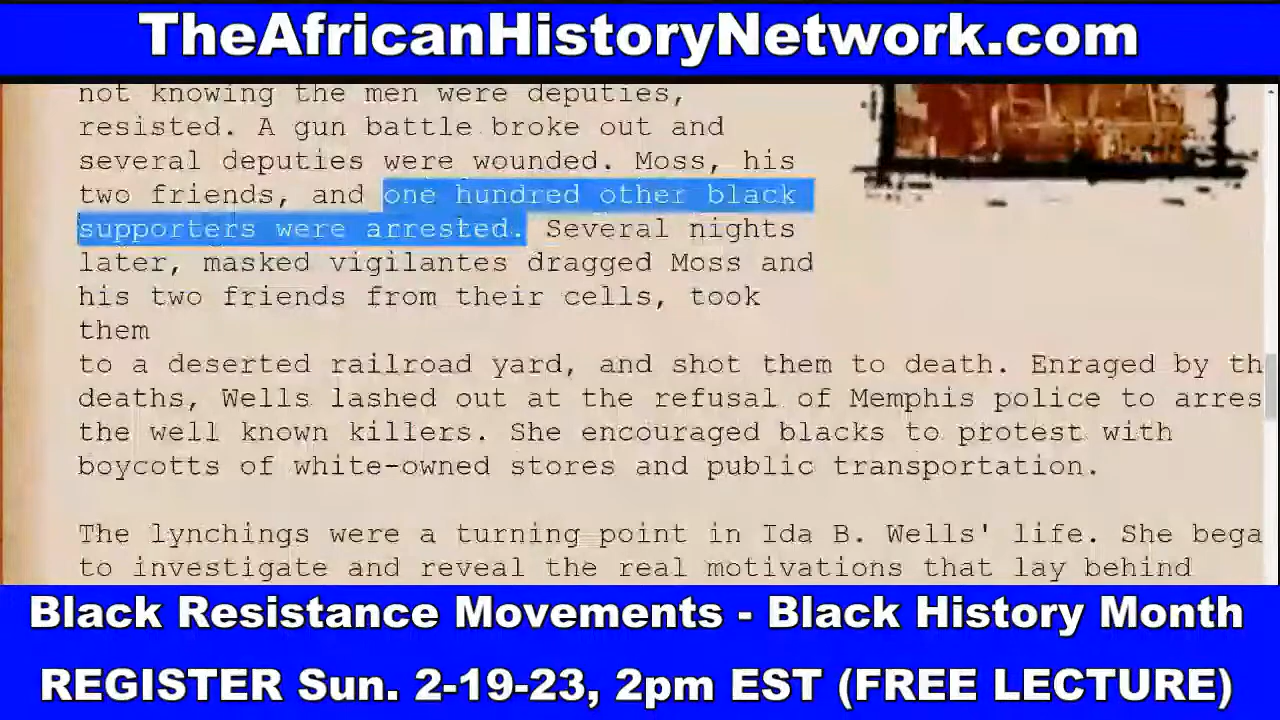 TheAfricanHistoryNetwork.com
not knowing the men were deputies,
resisted. A gun battle broke out and
several deputies were wounded. Moss, his
two friends, and one hundred other black
supporters were arrested. Several nights
later, masked vigilantes dragged Moss and
his two friends from their cells, took
them
to a deserted railroad yard, and shot them to death. Enraged by th
deaths, Wells lashed out at the refusal of Memphis police to arres
the well known killers. She encouraged blacks to protest with
boycotts of white-owned stores and public transportation.
The lynchings were a turning point in Ida B. Wells' life. She bega
to investigate and reveal the real motivations that lay behind
Black Resistance Movements - Black History Month
REGISTER Sun. 2-19-23, 2pm EST (FREE LECTURE)